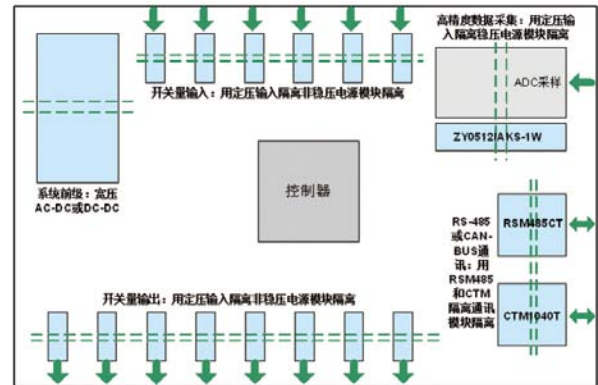 高精度数据采集：用定压输
入隔离稳压电源模块隔离
ADC采样
ZY0512IAKS-1W
开关量输入：用定压输入隔离非稳压电源模块隔离
系统前级：宽压
AC-DC或DC-DC
控制器
RS-485
或CAN-
BUS通
讯：用
RSM485
和CTM
隔离通讯
模块隔离
RSM485CT
CTM1040T
开关量输出：用定压输入隔离非稳压电源模块隔离